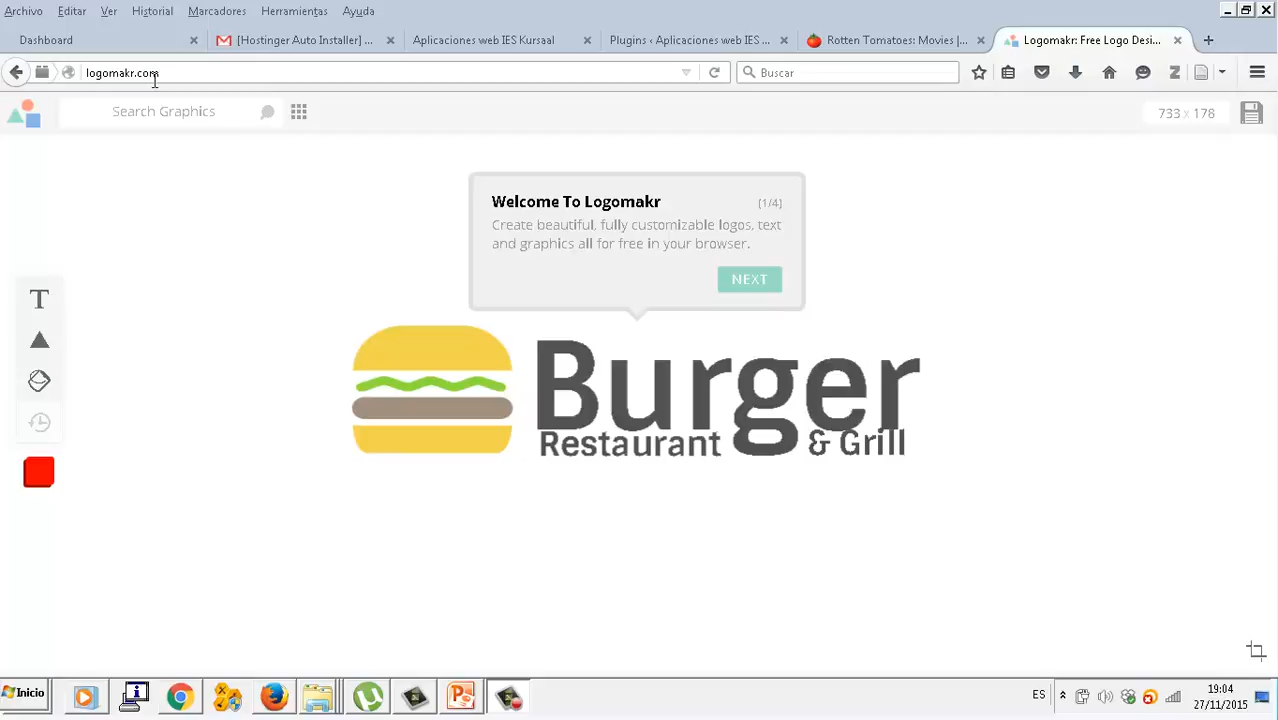 Archivo Editar Ver Historial Marcadores Herramientas Ayuda
Dashboard [Hostinger Auto Installer] ... Aplicaciones web IES Kursaal Plugins ‹ Aplicaciones web IES ... Rotten Tomatoes: Movies | ... Logomakr: Free Logo Desi...
logomakr.com Buscar
Search Graphics 733 x 178
Welcome To Logomakr [1/4]
Create beautiful, fully customizable logos, text
and graphics all for free in your browser.
NEXT
T
Burger
Restaurant & Grill
Inicio ES 19:04
27/11/2015